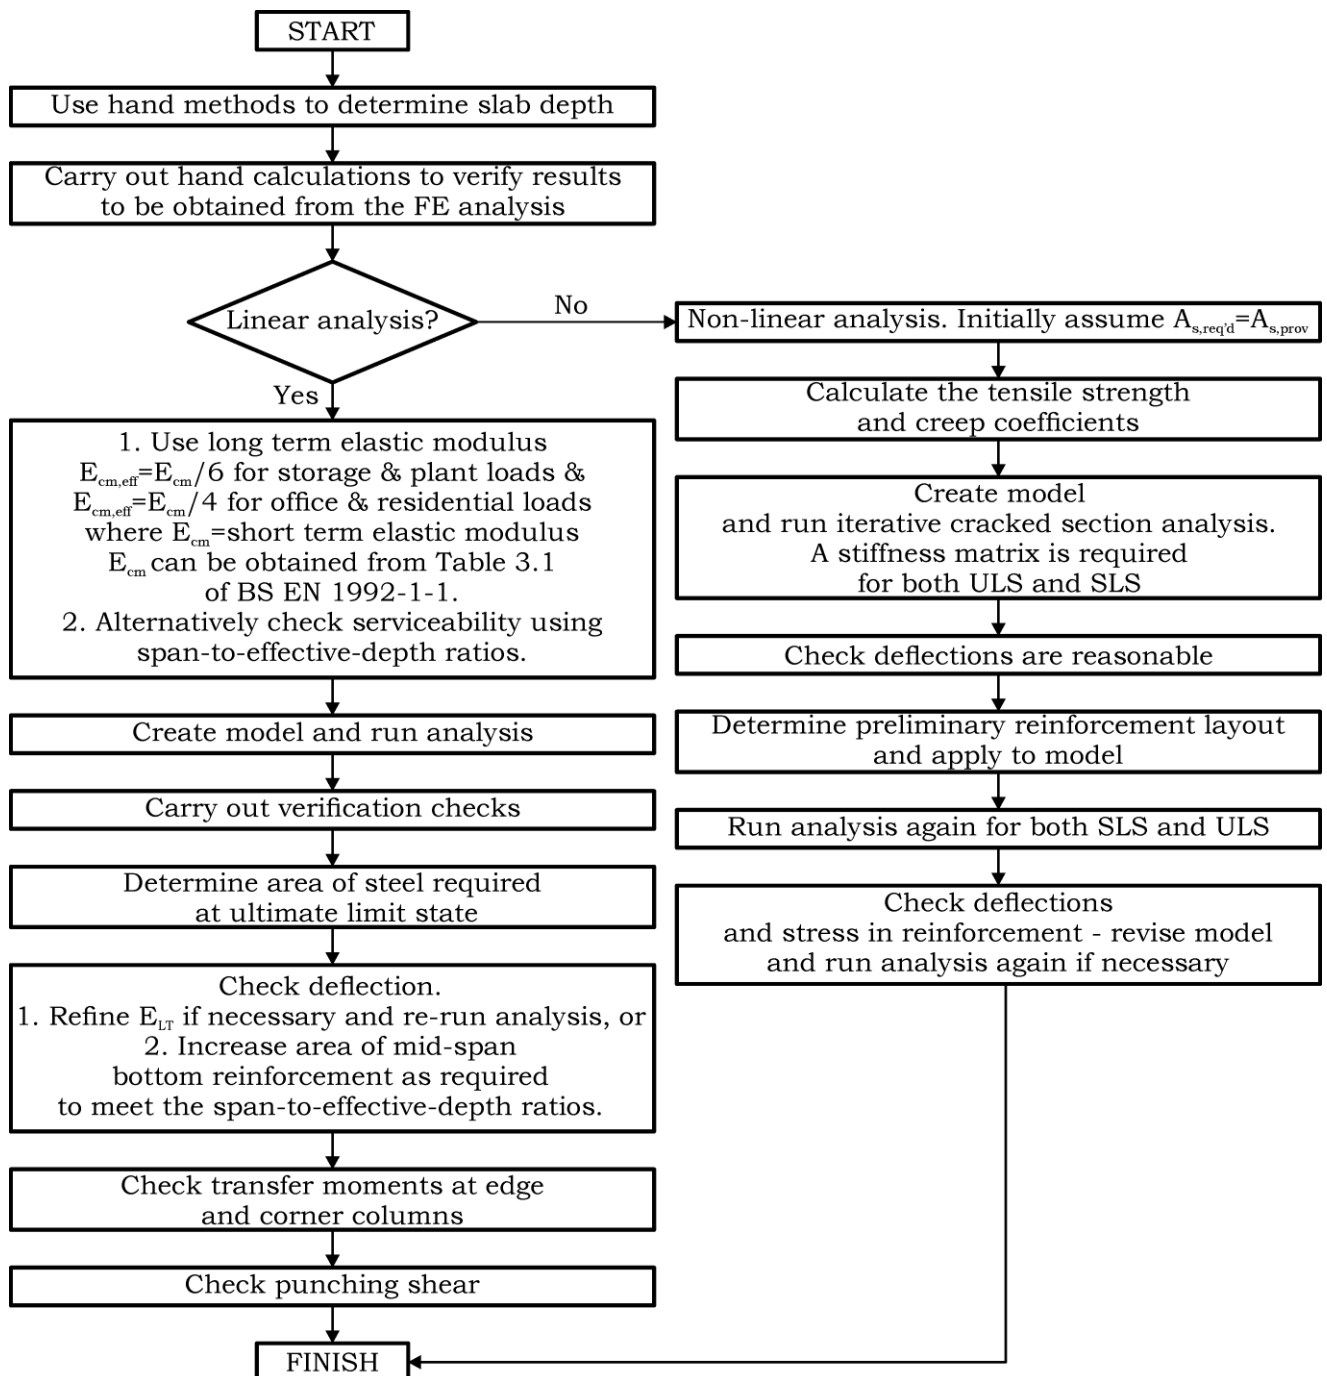 START
Use hand methods to determine slab depth
Carry out hand calculations to verify results
to be obtained from the FE analysis
Linear analysis?
No
Yes
1. Use long term elastic modulus
E_cm,eff=E_cm/6 for storage & plant loads &
E_cm,eff=E_cm/4 for office & residential loads
where E_cm=short term elastic modulus
E_cm can be obtained from Table 3.1
of BS EN 1992-1-1.
2. Alternatively check serviceability using
span-to-effective-depth ratios.
Create model and run analysis
Carry out verification checks
Determine area of steel required
at ultimate limit state
Check deflection.
1. Refine E_LT if necessary and re-run analysis, or
2. Increase area of mid-span
bottom reinforcement as required
to meet the span-to-effective-depth ratios.
Check transfer moments at edge
and corner columns
Check punching shear
FINISH
Non-linear analysis. Initially assume A_s,req'd=A_s,prov
Calculate the tensile strength
and creep coefficients
Create model
and run iterative cracked section analysis.
A stiffness matrix is required
for both ULS and SLS
Check deflections are reasonable
Determine preliminary reinforcement layout
and apply to model
Run analysis again for both SLS and ULS
Check deflections
and stress in reinforcement - revise model
and run analysis again if necessary